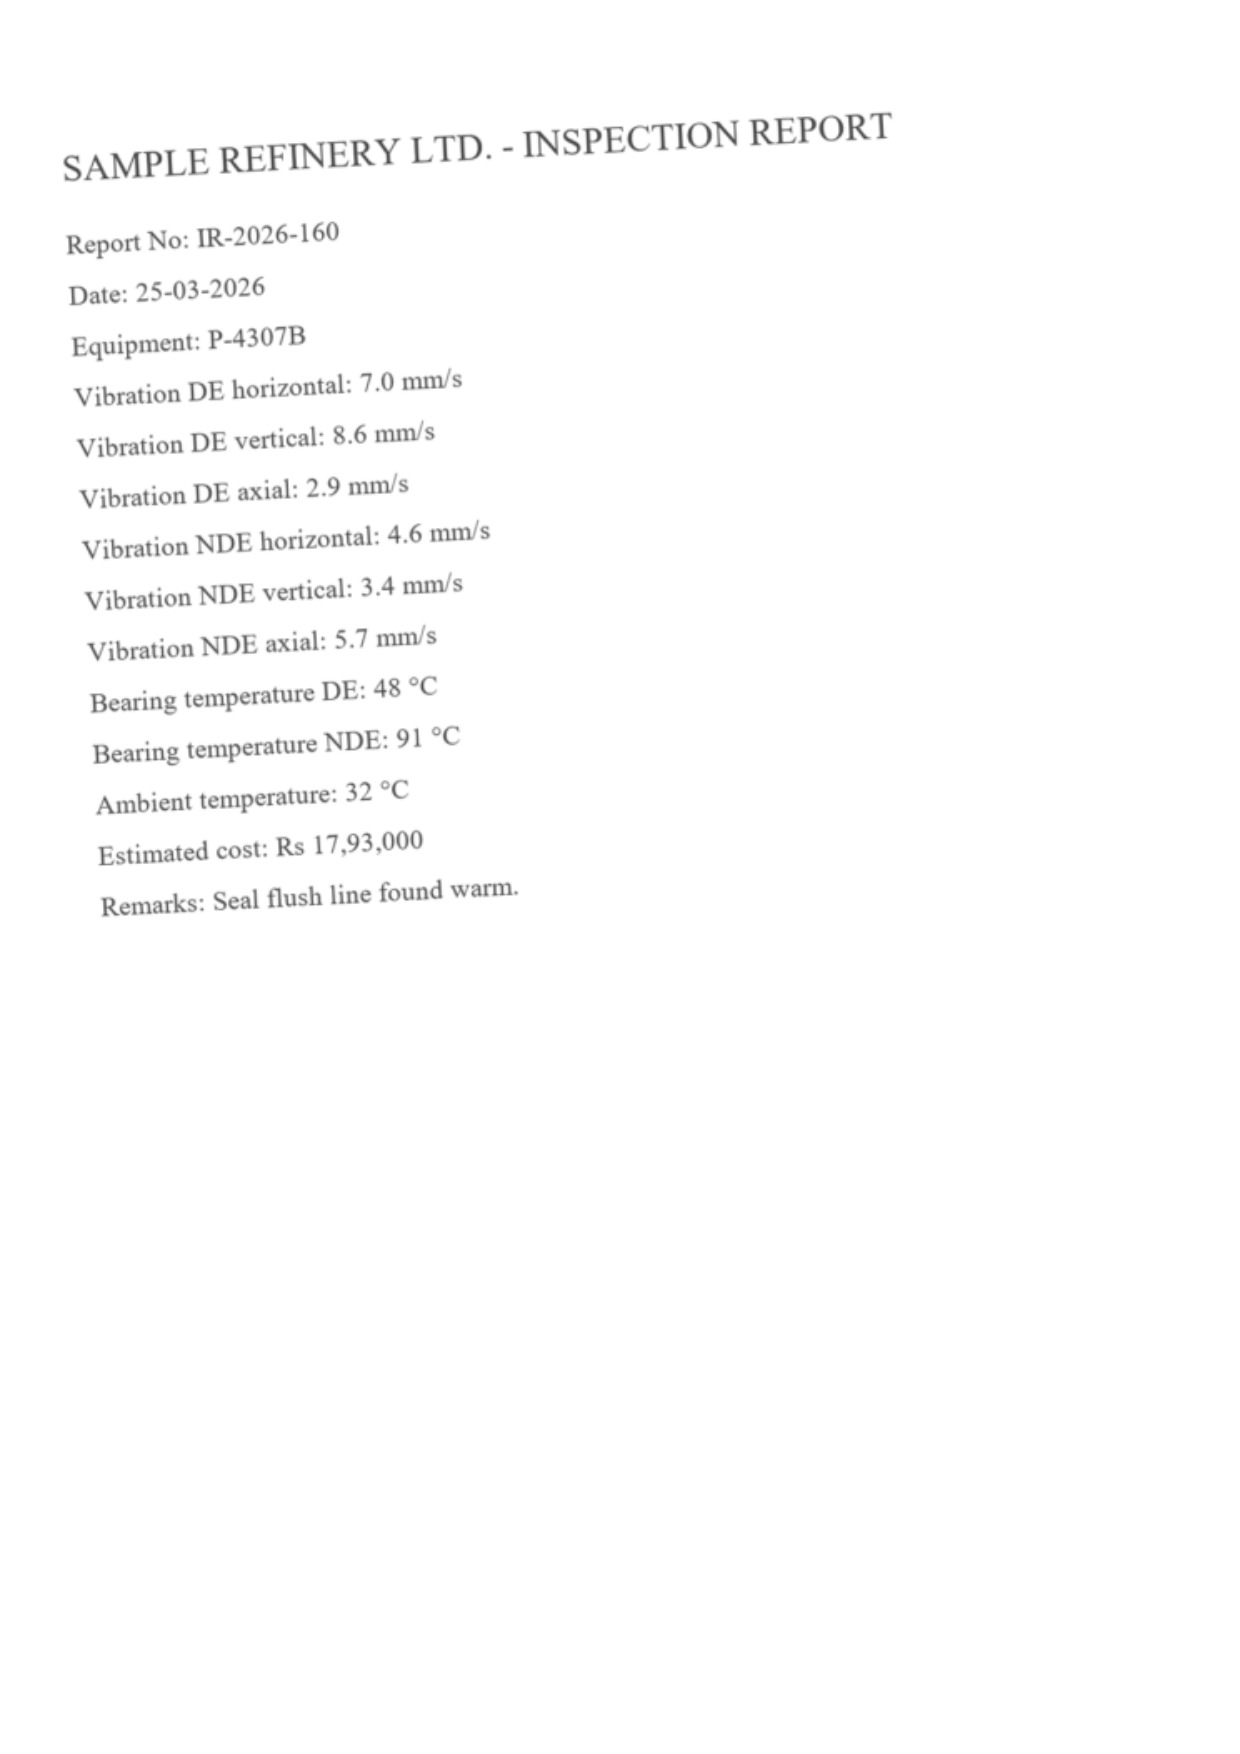 SAMPLE REFINERY LTD. - INSPECTION REPORT
Report No: IR-2026-160
Date: 25-03-2026
Equipment: P-4307B
Vibration DE horizontal: 7.0 mm/s
Vibration DE vertical: 8.6 mm/s
Vibration DE axial: 2.9 mm/s
Vibration NDE horizontal: 4.6 mm/s
Vibration NDE vertical: 3.4 mm/s
Vibration NDE axial: 5.7 mm/s
Bearing temperature DE: 48 °C
Bearing temperature NDE: 91 °C
Ambient temperature: 32 °C
Estimated cost: Rs 17,93,000
Remarks: Seal flush line found warm.